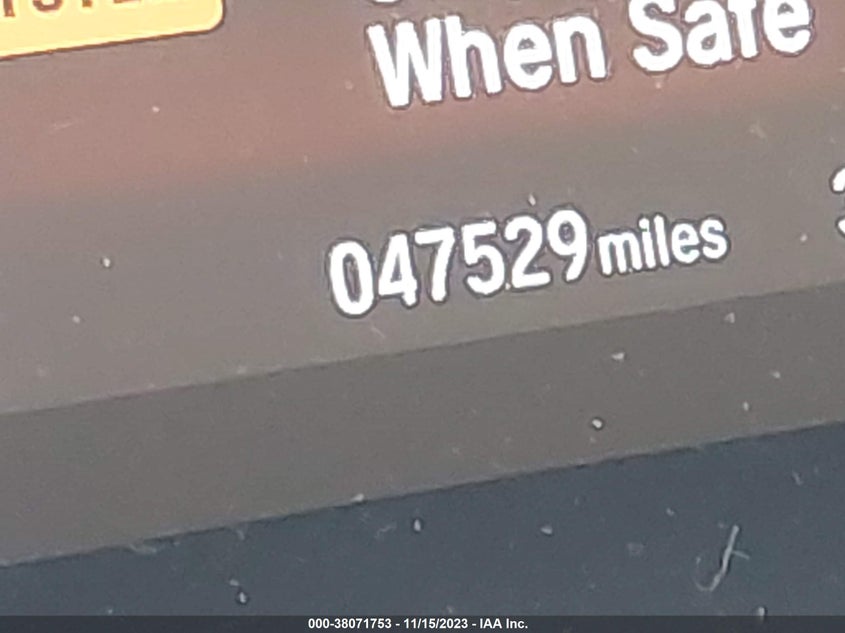 When Safe
047529 miles
000-38071753 - 11/15/2023 - IAA Inc.